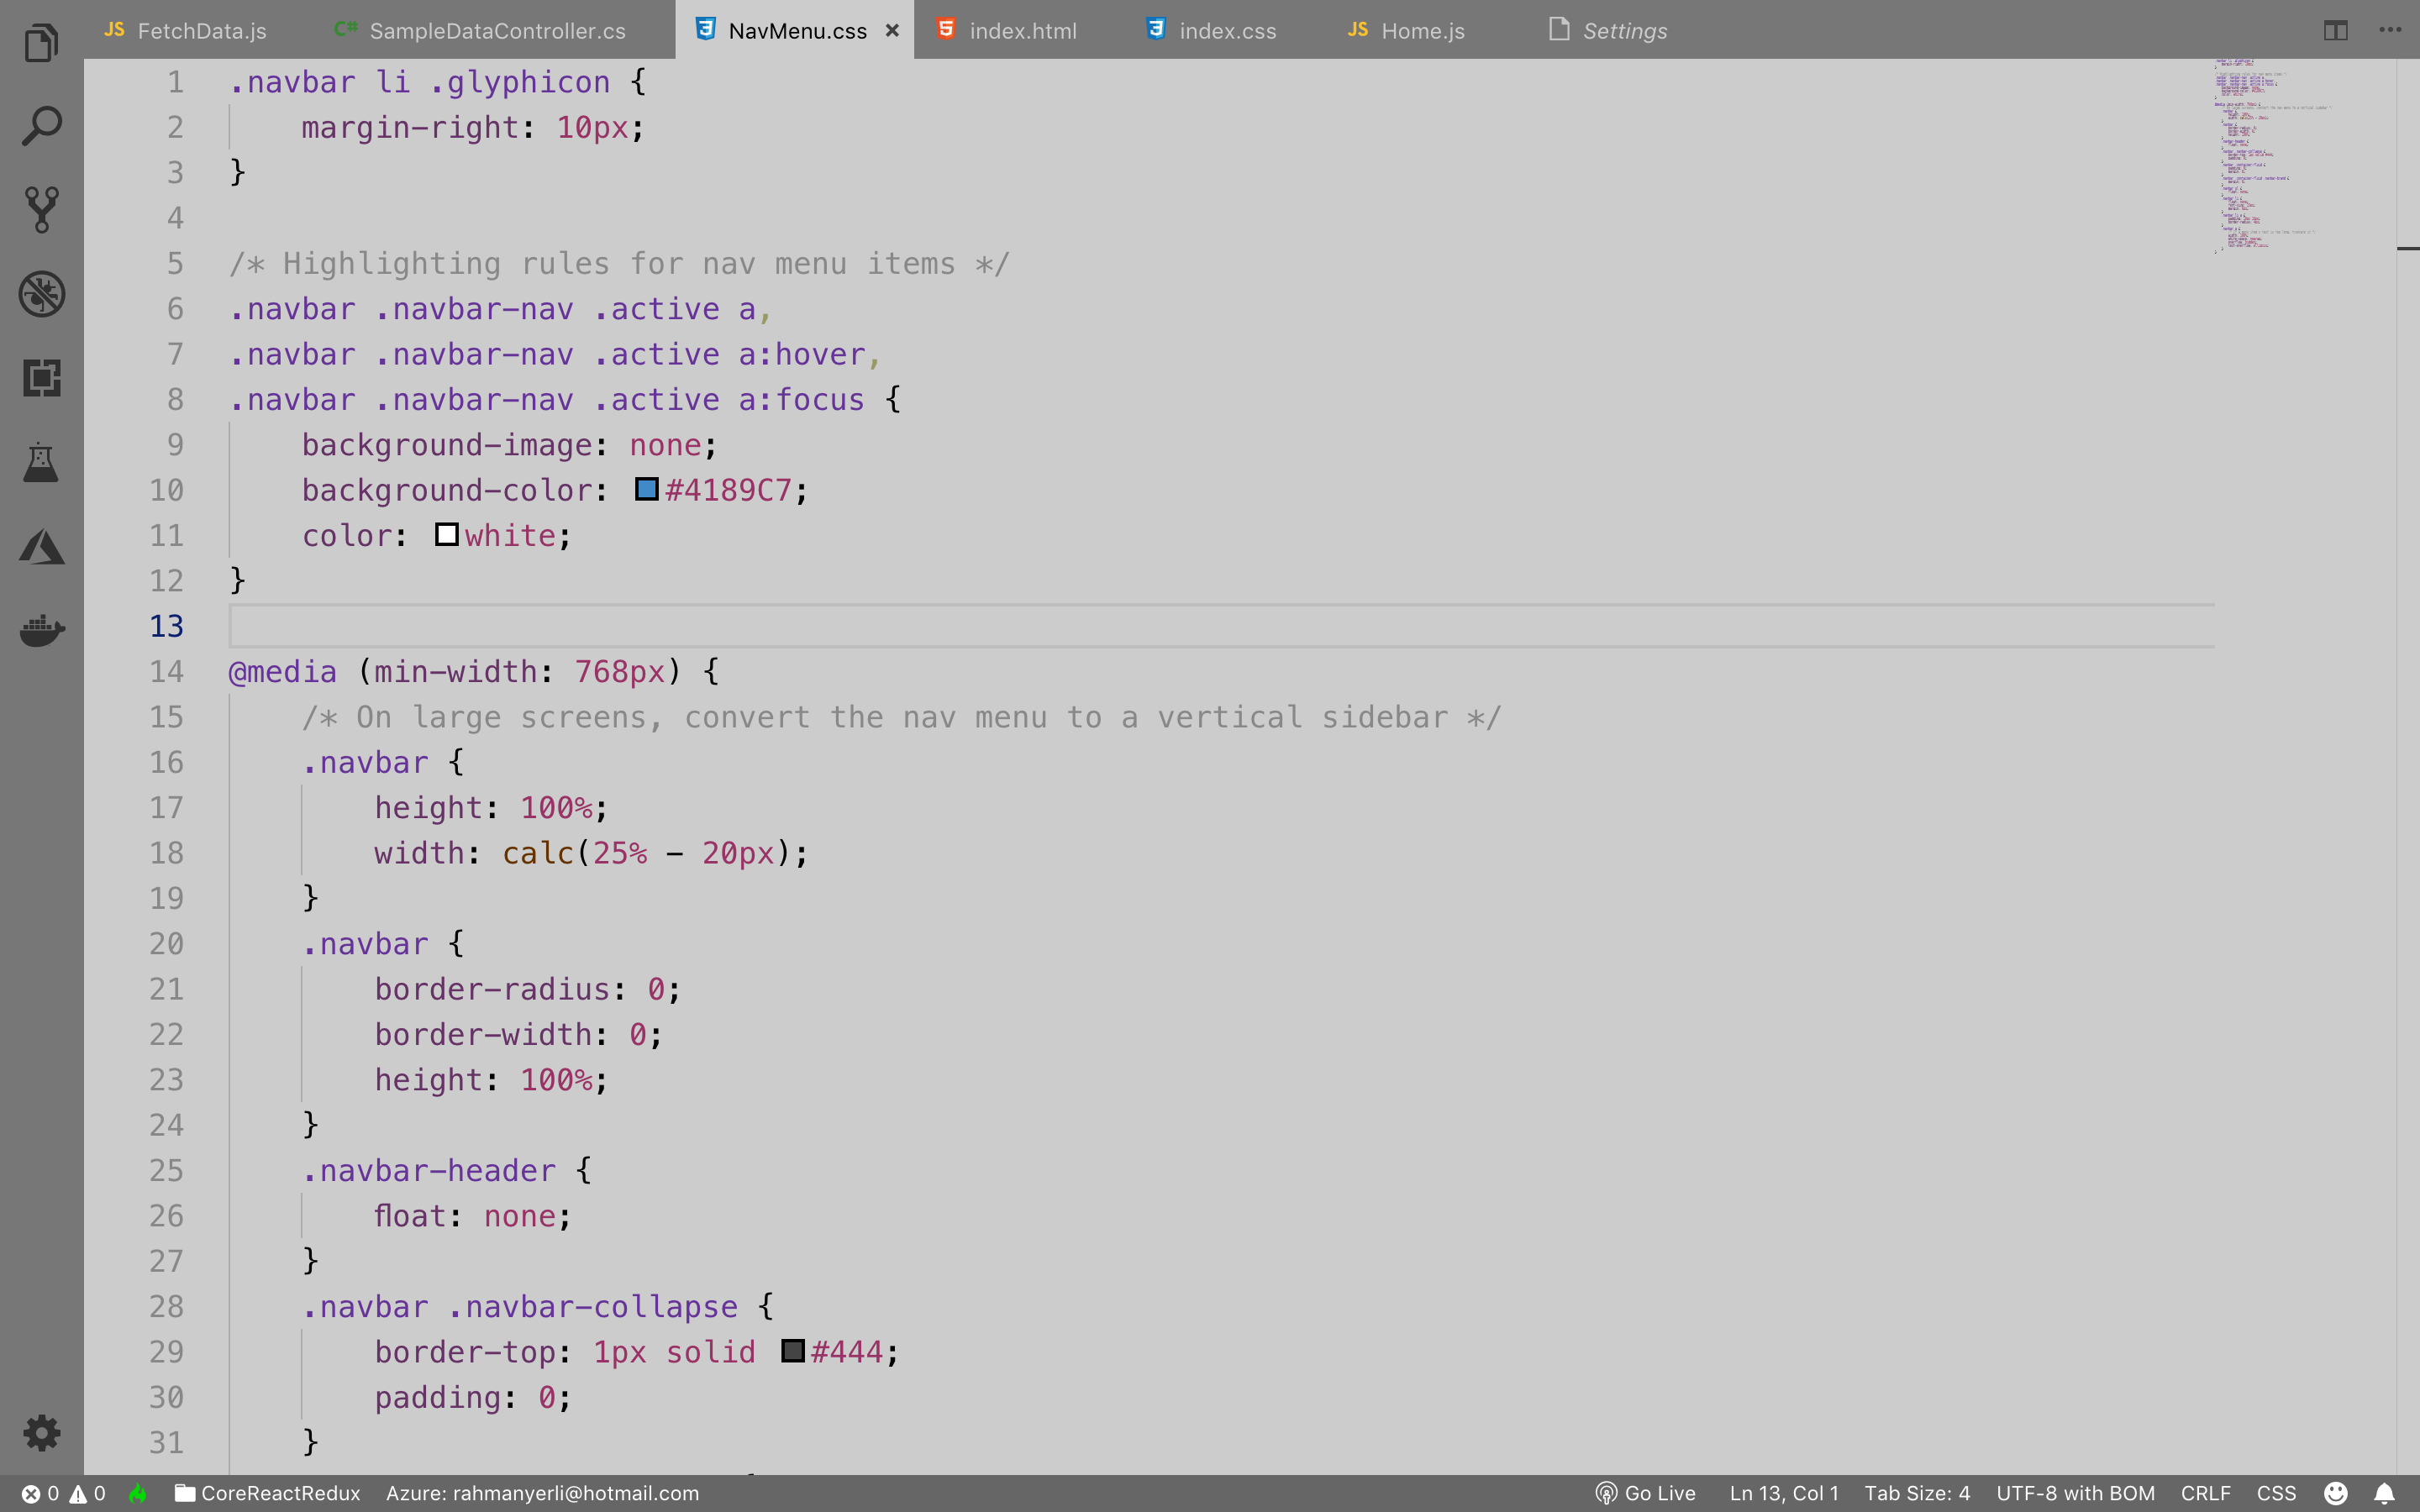 JS FetchData.js C# SampleDataController.cs NavMenu.css × index.html index.css JS Home.js Settings
1 .navbar li .glyphicon {
2     margin-right: 10px;
3 }
4
5 /* Highlighting rules for nav menu items */
6 .navbar .navbar-nav .active a,
7 .navbar .navbar-nav .active a:hover,
8 .navbar .navbar-nav .active a:focus {
9     background-image: none;
10     background-color: #4189C7;
11     color: white;
12 }
13
14 @media (min-width: 768px) {
15     /* On large screens, convert the nav menu to a vertical sidebar */
16     .navbar {
17         height: 100%;
18         width: calc(25% - 20px);
19     }
20     .navbar {
21         border-radius: 0;
22         border-width: 0;
23         height: 100%;
24     }
25     .navbar-header {
26         float: none;
27     }
28     .navbar .navbar-collapse {
29         border-top: 1px solid #444;
30         padding: 0;
31     }
0 0 CoreReactRedux Azure: rahmanyerli@hotmail.com Go Live Ln 13, Col 1 Tab Size: 4 UTF-8 with BOM CRLF CSS